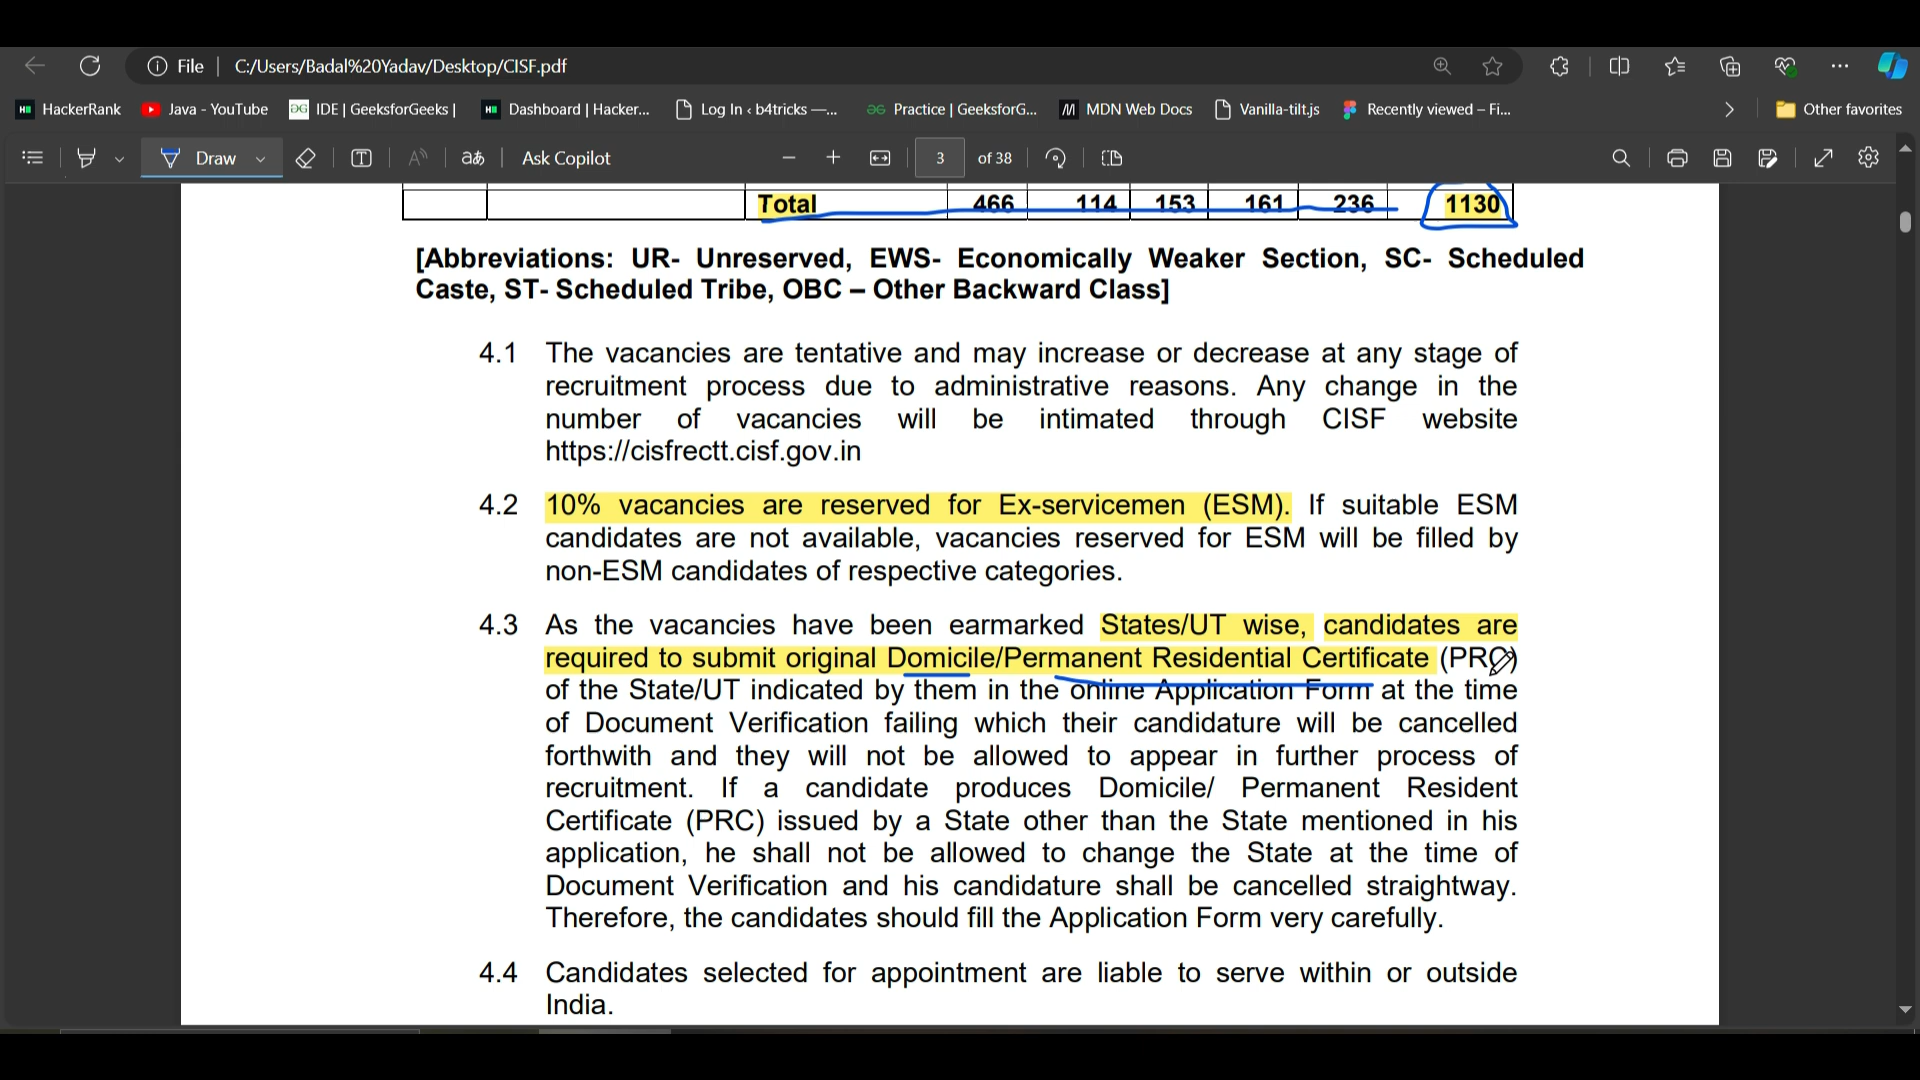 File C:/Users/Badal%20Yadav/Desktop/CISF.pdf
HackerRank Java - YouTube IDE | GeeksforGeeks | Dashboard | Hacker... Log In ‹ b4tricks —... Practice | GeeksforG... MDN Web Docs Vanilla-tilt.js Recently viewed – Fi... Other favorites
Draw aあ Ask Copilot 3 of 38
Total 466 114 153 161 236 1130
[Abbreviations: UR- Unreserved, EWS- Economically Weaker Section, SC- Scheduled
Caste, ST- Scheduled Tribe, OBC – Other Backward Class]
4.1 The vacancies are tentative and may increase or decrease at any stage of
recruitment process due to administrative reasons. Any change in the
number of vacancies will be intimated through CISF website
https://cisfrectt.cisf.gov.in
4.2 10% vacancies are reserved for Ex-servicemen (ESM). If suitable ESM
candidates are not available, vacancies reserved for ESM will be filled by
non-ESM candidates of respective categories.
4.3 As the vacancies have been earmarked States/UT wise, candidates are
required to submit original Domicile/Permanent Residential Certificate (PRC)
of the State/UT indicated by them in the online Application Form at the time
of Document Verification failing which their candidature will be cancelled
forthwith and they will not be allowed to appear in further process of
recruitment. If a candidate produces Domicile/ Permanent Resident
Certificate (PRC) issued by a State other than the State mentioned in his
application, he shall not be allowed to change the State at the time of
Document Verification and his candidature shall be cancelled straightway.
Therefore, the candidates should fill the Application Form very carefully.
4.4 Candidates selected for appointment are liable to serve within or outside
India.